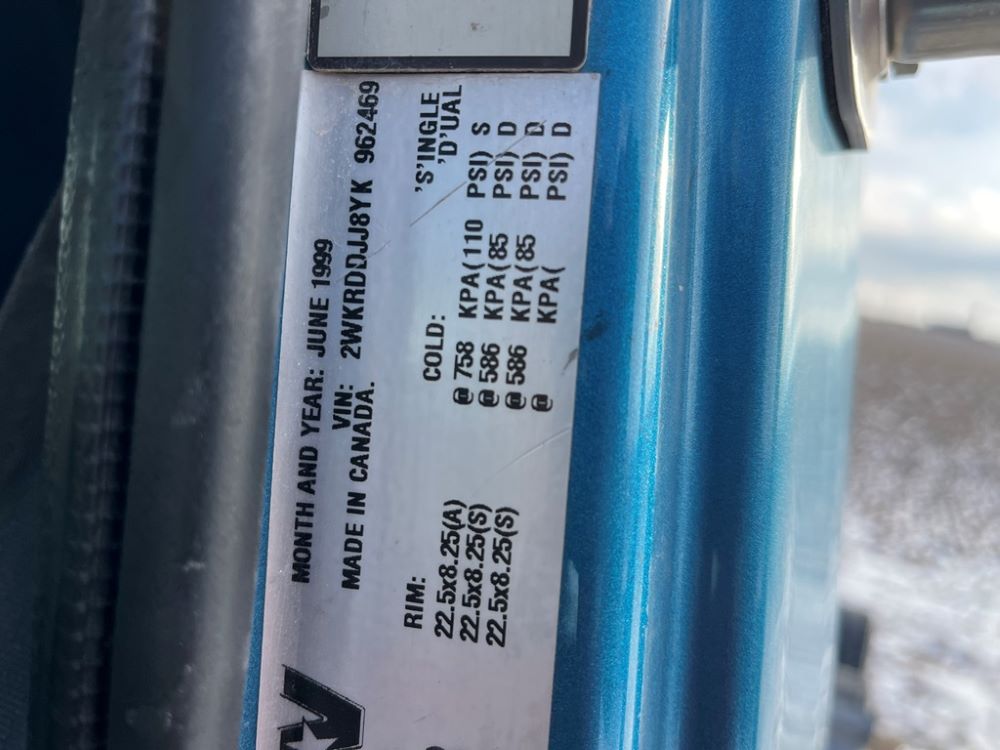 MONTH AND YEAR: JUNE 1999
VIN: 2WKRDDJJ8YK 962469
MADE IN CANADA.
RIM: COLD: 'S'INGLE
'D'UAL
22.5x8.25(A) @ 758 KPA(110 PSI) S
22.5x8.25(S) @ 586 KPA(85 PSI) D
22.5x8.25(S) @ 586 KPA(85 PSI) D
@ KPA( PSI) D